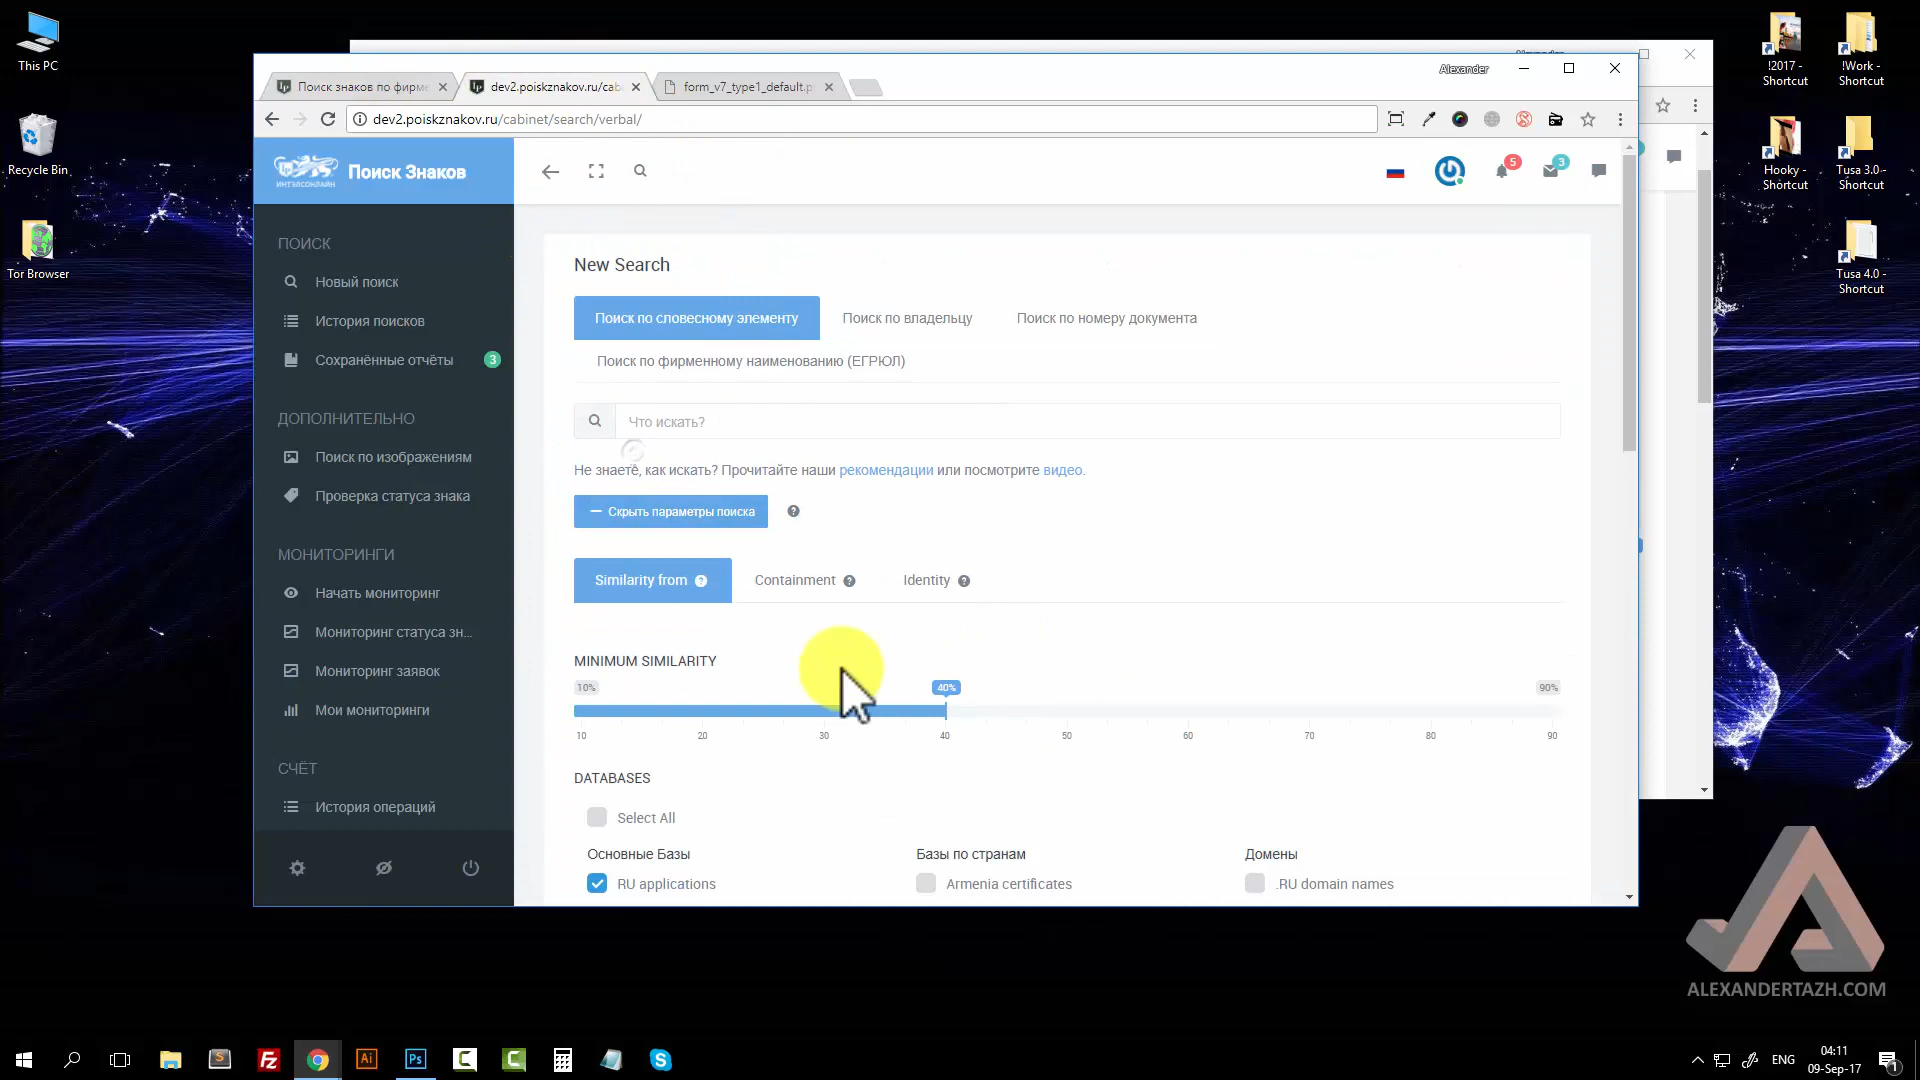 This PC
Recycle Bin
Tor Browser
!2017 -
Shortcut
!Work -
Shortcut
Hooky -
Shortcut
Tusa 3.0 -
Shortcut
Tusa 4.0 -
Shortcut
Alexander
Поиск знаков по фирме
dev2.poiskznakov.ru/cab
form_v7_type1_default.p
dev2.poiskznakov.ru/cabinet/search/verbal/
ИНТЭЛСОНЛАЙН
Поиск Знаков
5
3
ПОИСК
Новый поиск
История поисков
Сохранённые отчёты 3
ДОПОЛНИТЕЛЬНО
Поиск по изображениям
Проверка статуса знака
МОНИТОРИНГИ
Начать мониторинг
Мониторинг статуса зн...
Мониторинг заявок
Мои мониторинги
СЧЁТ
История операций
New Search
Поиск по словесному элементу Поиск по владельцу Поиск по номеру документа
Поиск по фирменному наименованию (ЕГРЮЛ)
Что искать?
Не знаете, как искать? Прочитайте наши рекомендации или посмотрите видео.
Скрыть параметры поиска
Similarity from Containment Identity
MINIMUM SIMILARITY
10% 40% 90%
10 20 30 40 50 60 70 80 90
DATABASES
Select All
Основные Базы Базы по странам Домены
RU applications Armenia certificates .RU domain names
ALEXANDERTAZH.COM
ENG
04:11
09-Sep-17
1